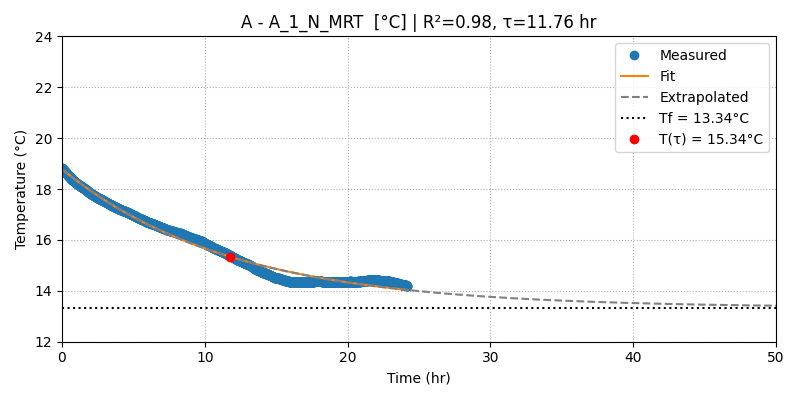 A - A_1_N_MRT  [°C] | R²=0.98, τ=11.76 hr
24
22
20
18
16
14
12
Temperature (°C)
Measured
Fit
Extrapolated
Tf = 13.34°C
T(τ) = 15.34°C
0
10
20
30
40
50
Time (hr)